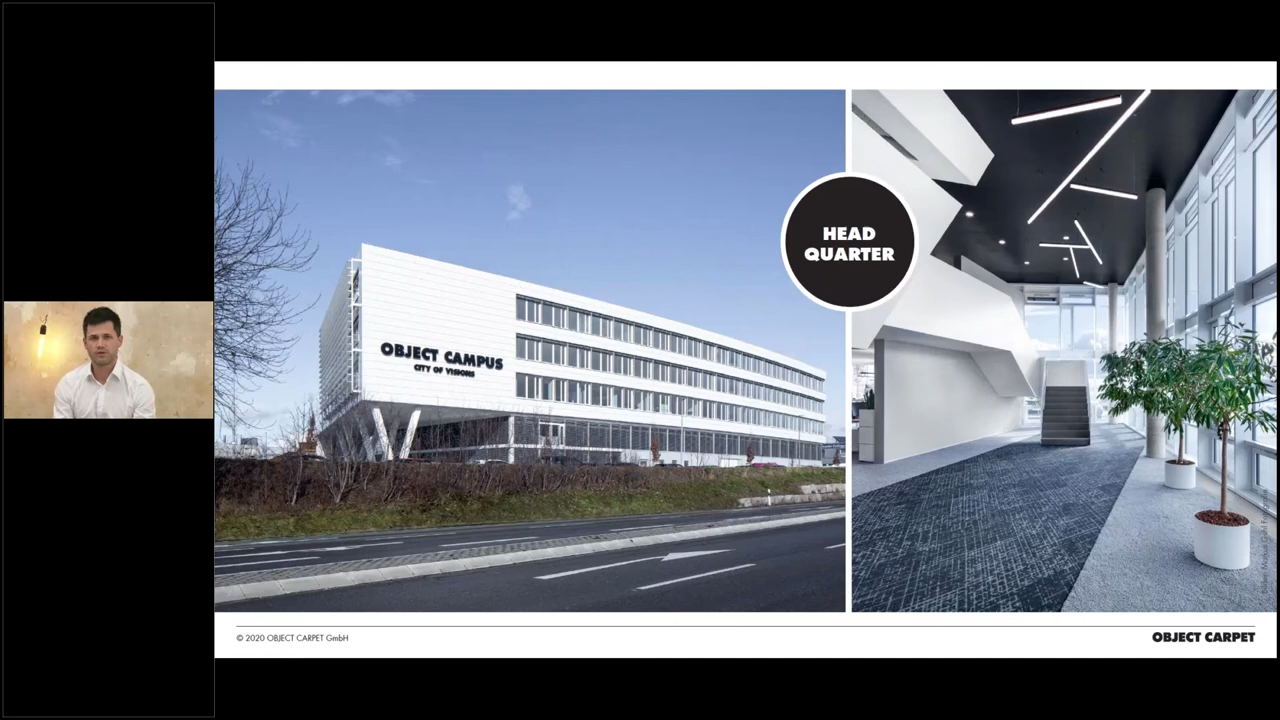 HEAD
QUARTER
OBJECT CAMPUS
CITY OF VISIONS
© 2020 OBJECT CARPET GmbH
OBJECT CARPET